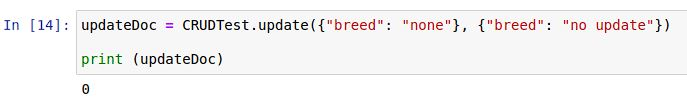 In [14]: updateDoc = CRUDTest.update({"breed": "none"}, {"breed": "no update"})
print (updateDoc)
0